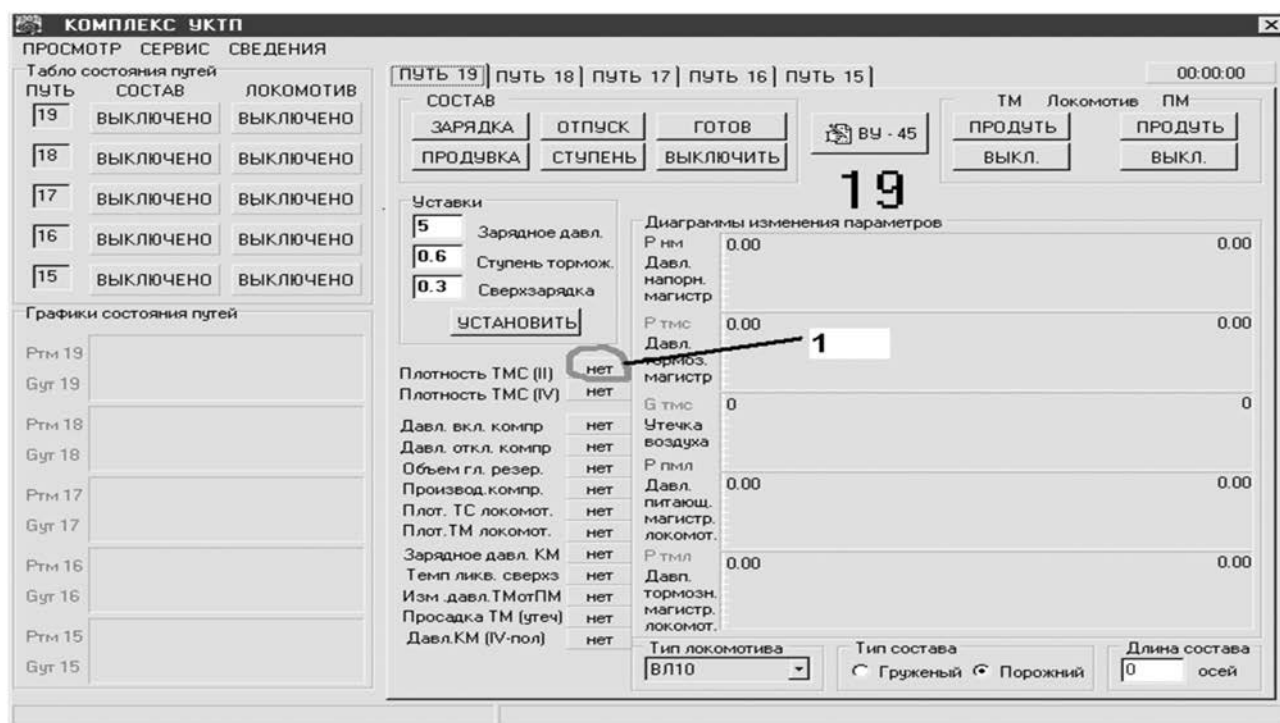 КОМПЛЕКС УКТП
ПРОСМОТР СЕРВИС СВЕДЕНИЯ
Табло состояния путей
ПУТЬ СОСТАВ ЛОКОМОТИВ
19 ВЫКЛЮЧЕНО ВЫКЛЮЧЕНО
18 ВЫКЛЮЧЕНО ВЫКЛЮЧЕНО
17 ВЫКЛЮЧЕНО ВЫКЛЮЧЕНО
16 ВЫКЛЮЧЕНО ВЫКЛЮЧЕНО
15 ВЫКЛЮЧЕНО ВЫКЛЮЧЕНО
Графики состояния путей
Pтм 19
Gут 19
Pтм 18
Gут 18
Pтм 17
Gут 17
Pтм 16
Gут 16
Pтм 15
Gут 15
ПУТЬ 19 ПУТЬ 18 ПУТЬ 17 ПУТЬ 16 ПУТЬ 15
00:00:00
СОСТАВ
ЗАРЯДКА ОТПУСК ГОТОВ
ПРОДУВКА СТУПЕНЬ ВЫКЛЮЧИТЬ
ВУ - 45
19
ТМ Локомотив ПМ
ПРОДУТЬ ПРОДУТЬ
ВЫКЛ. ВЫКЛ.
Уставки
5 Зарядное давл.
0.6 Ступень тормож.
0.3 Сверхзарядка
УСТАНОВИТЬ
Плотность ТМС (II) нет
Плотность ТМС (IV) нет
Давл. вкл. компр нет
Давл. откл. компр нет
Объем гл. резер. нет
Производ.компр. нет
Плот. ТС локомот. нет
Плот.ТМ локомот. нет
Зарядное давл. КМ нет
Темп ликв. сверхз нет
Изм .давл.ТМотПМ нет
Просадка ТМ (утеч) нет
Давл.КМ (IV-пол) нет
1
Диаграммы изменения параметров
P нм 0.00 0.00
Давл.
напорн.
магистр
P тмс 0.00 0.00
Давл.
тормоз.
магистр
G тмс 0 0
Утечка
воздуха
P пмл
Давл. 0.00 0.00
питающ.
магистр.
локомот.
P тмл 0.00 0.00
Давл.
тормозн.
магистр.
локомот.
Тип локомотива
ВЛ10
Тип состава
Груженый Порожний
Длина состава
0 осей